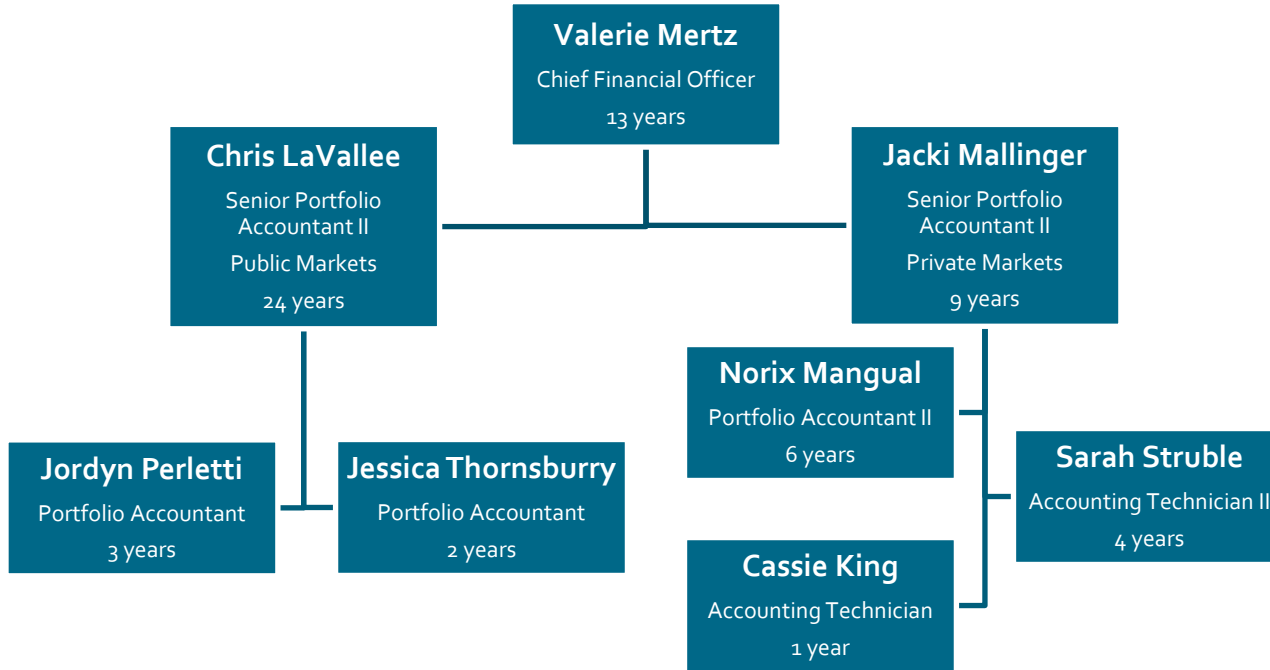 Valerie Mertz
Chief Financial Officer
13 years
Chris LaVallee
Senior Portfolio
Accountant II
Public Markets
24 years
Jacki Mallinger
Senior Portfolio
Accountant II
Private Markets
9 years
Jordyn Perletti
Portfolio Accountant
3 years
Jessica Thornsburry
Portfolio Accountant
2 years
Norix Mangual
Portfolio Accountant II
6 years
Sarah Struble
Accounting Technician II
4 years
Cassie King
Accounting Technician
1 year